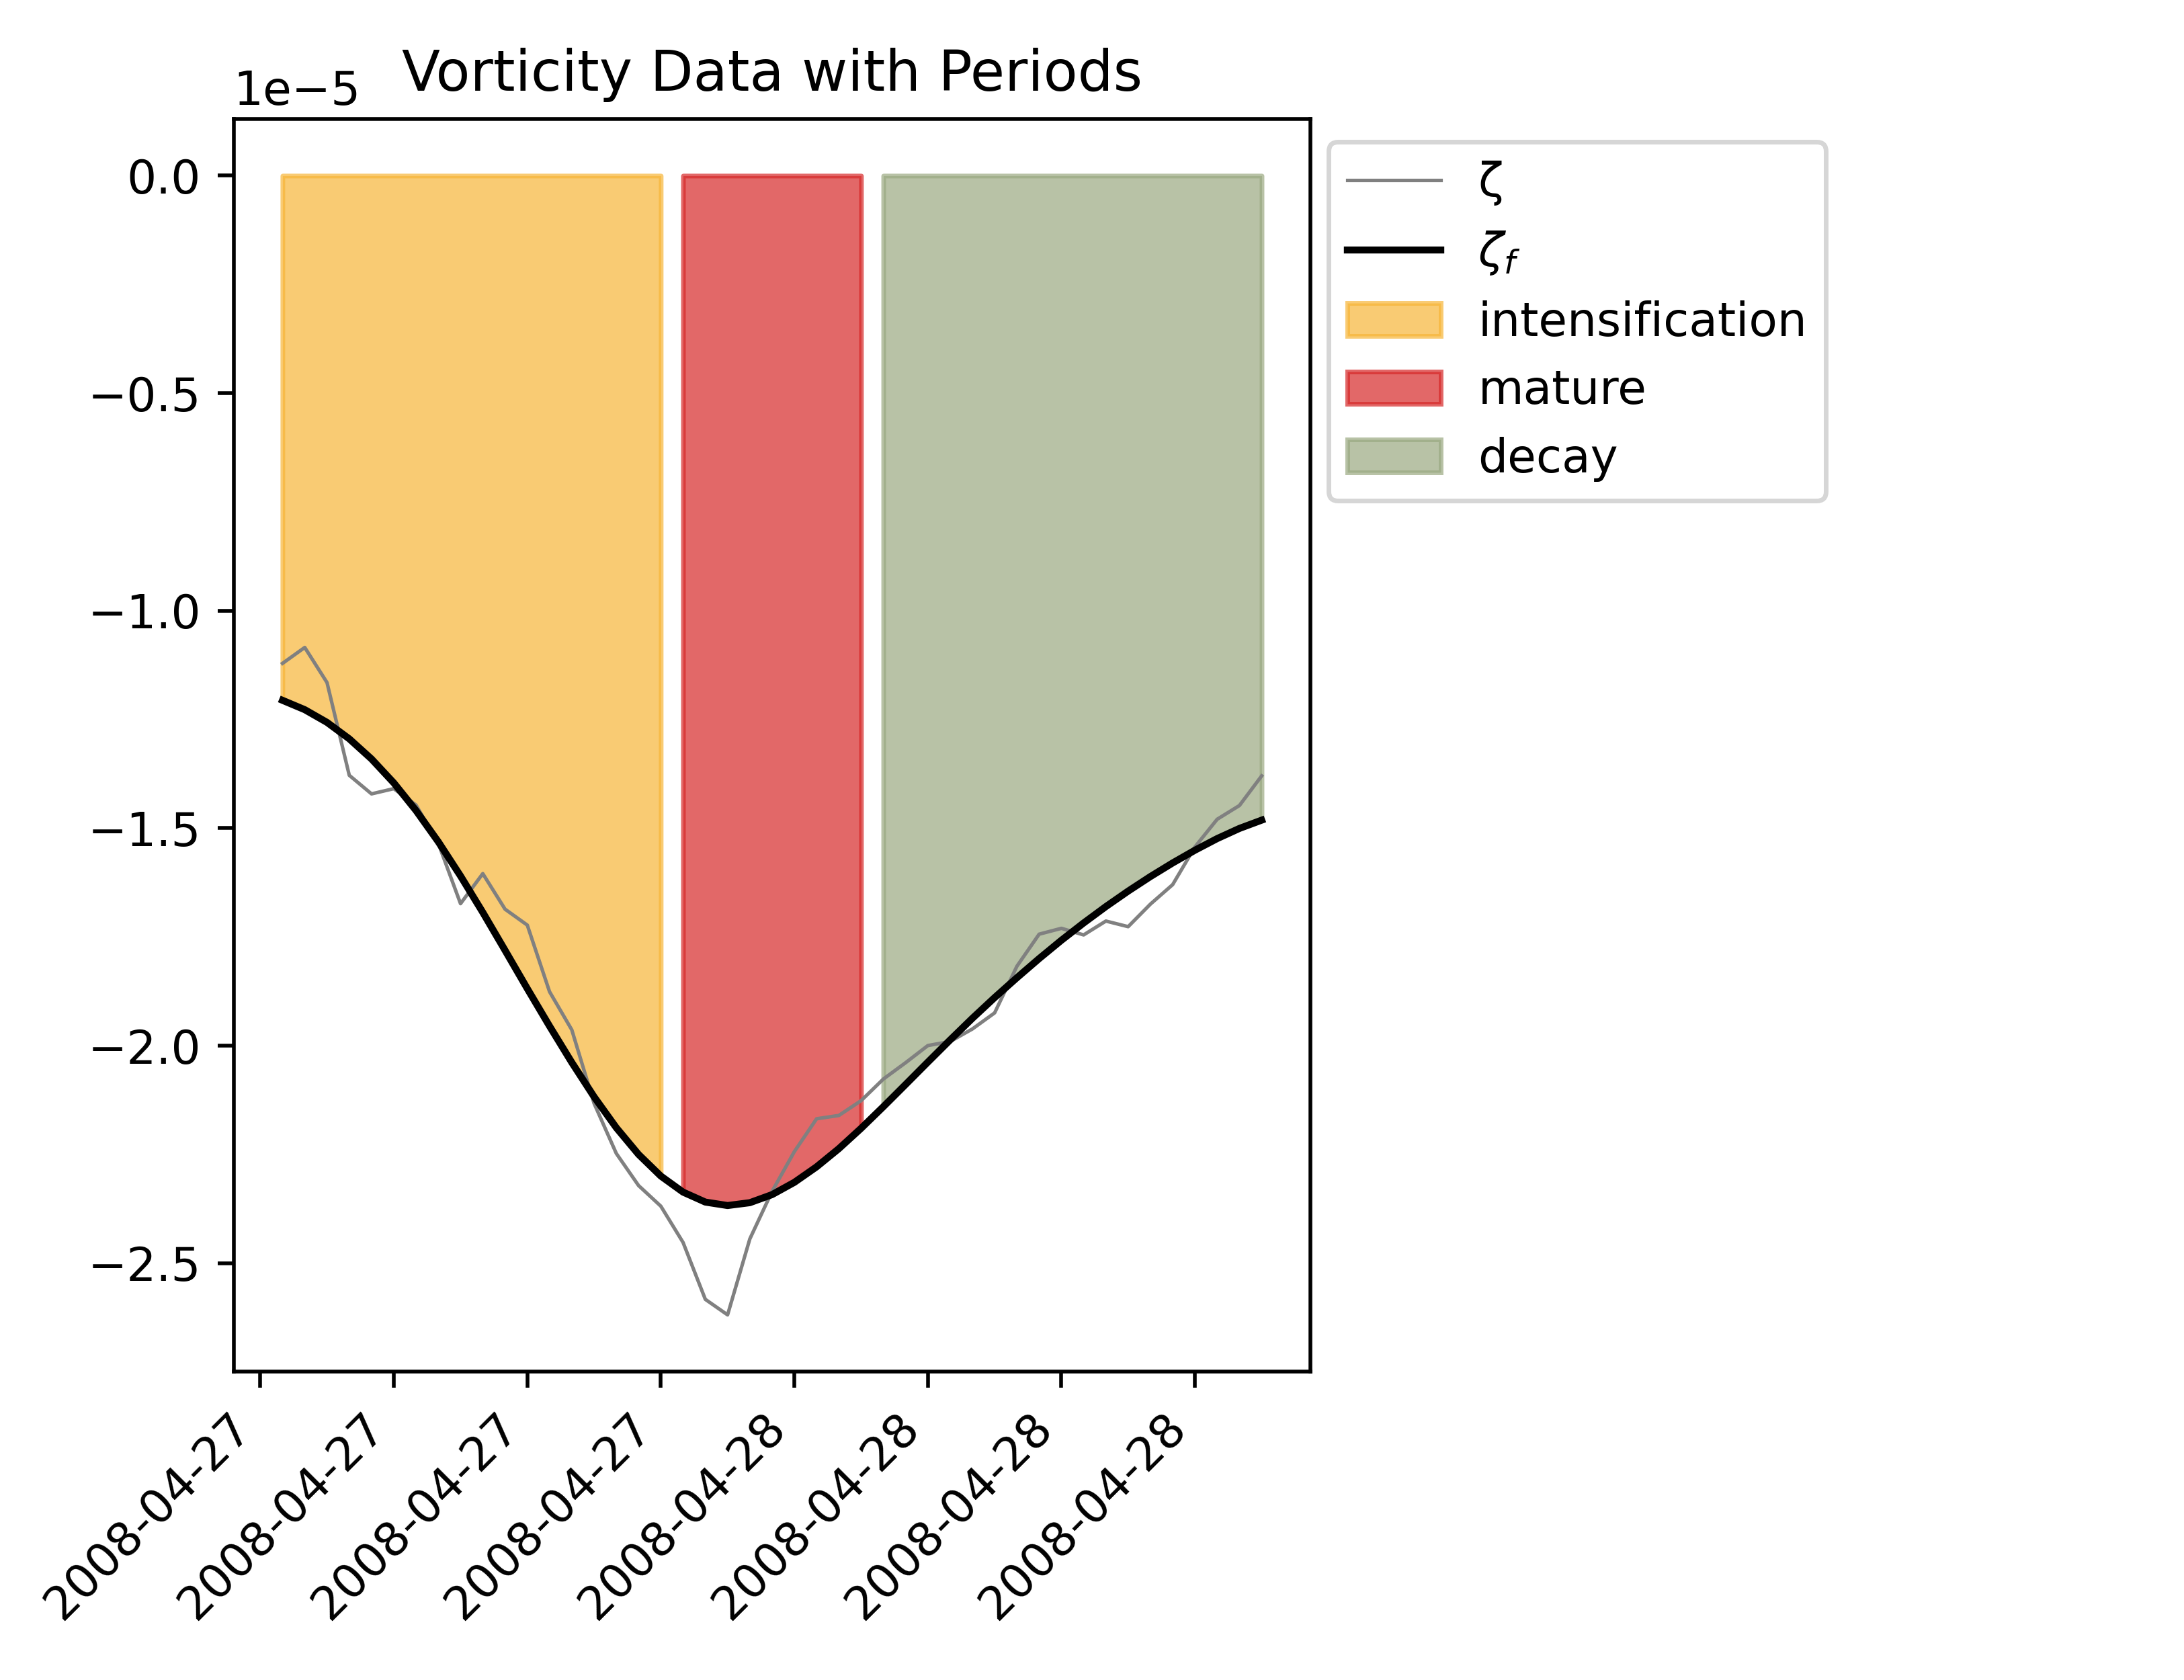 Vorticity Data with Periods
1e−5
0.0
−0.5
−1.0
−1.5
−2.0
−2.5
2008-04-27
2008-04-27
2008-04-27
2008-04-27
2008-04-28
2008-04-28
2008-04-28
2008-04-28
ζ
ζf
intensification
mature
decay